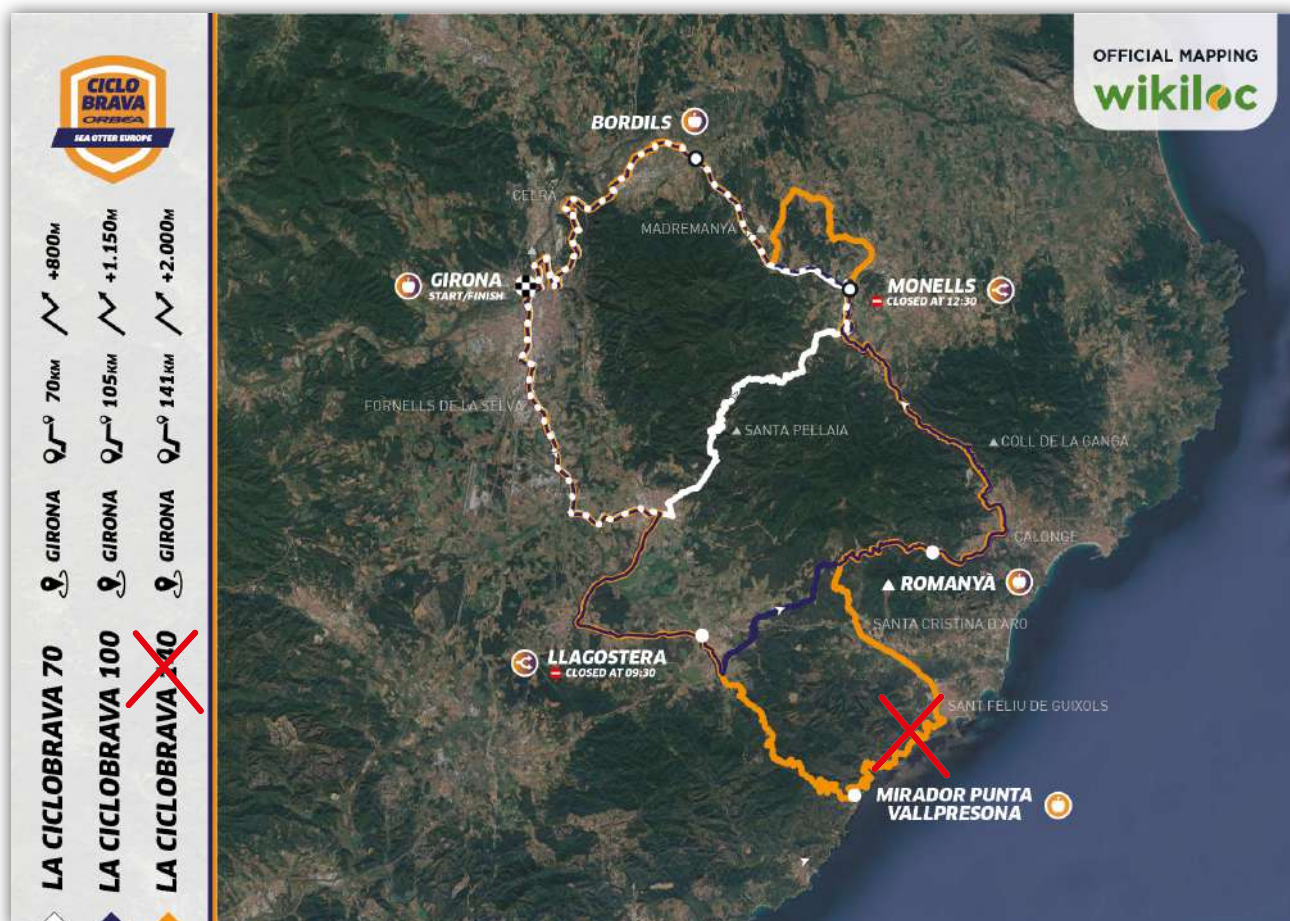 CICLO
BRAVA
ORBEA
SEA OTTER EUROPE
LA CICLOBRAVA 70
GIRONA
70KM
+800M
LA CICLOBRAVA 100
GIRONA
105KM
+1.150M
LA CICLOBRAVA 140
GIRONA
141KM
+2.000M
OFFICIAL MAPPING
wikiloc
BORDILS
CELRÀ
MADREMANYA
GIRONA
START/FINISH
MONELLS
CLOSED AT 12:30
FORNELLS DE LA SELVA
SANTA PELLAIA
COLL DE LA GANGA
CALONGE
ROMANYÀ
SANTA CRISTINA D'ARO
LLAGOSTERA
CLOSED AT 09:30
SANT FELIU DE GUIXOLS
MIRADOR PUNTA
VALLPRESONA